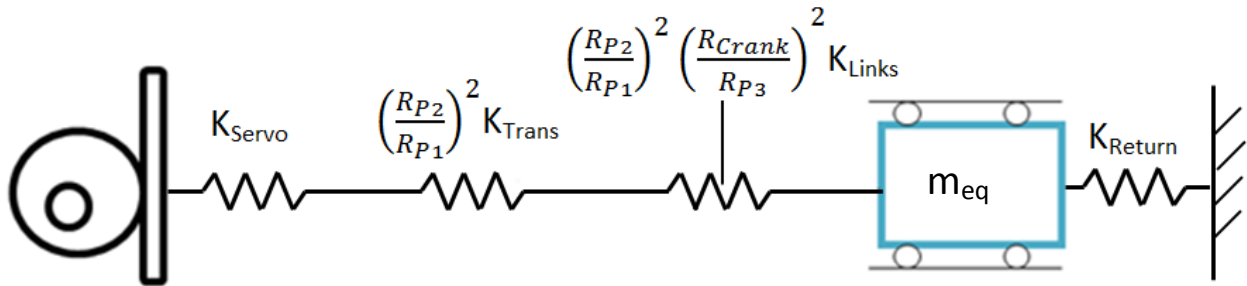 K_Servo
(R_P2/R_P1)^2 K_Trans
(R_P2/R_P1)^2 (R_Crank/R_P3)^2 K_Links
m_eq
K_Return